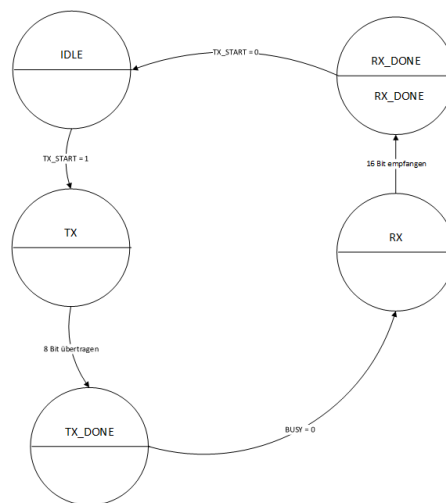 IDLE
TX_START = 0
RX_DONE
RX_DONE
TX_START = 1
16 Bit empfangen
TX
RX
8 Bit übertragen
TX_DONE
BUSY = 0